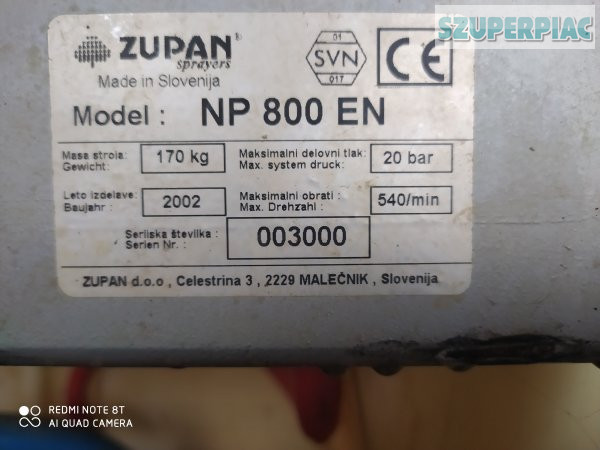 SZUPERPIAC
ZUPAN®
sprayers
Made in Slovenija
01
SVN
017
CE
Model : NP 800 EN
Masa stroja:
Gewicht:
170 kg
Maksimalni delovni tlak:
Max. system druck:
20 bar
Leto izdelave:
Baujahr :
2002
Maksimalni obrati :
Max. Drehzahl :
540/min
Serijska številka :
Serien Nr. :
003000
ZUPAN d.o.o , Celestrina 3 , 2229 MALEČNIK , Slovenija
REDMI NOTE 8T
AI QUAD CAMERA